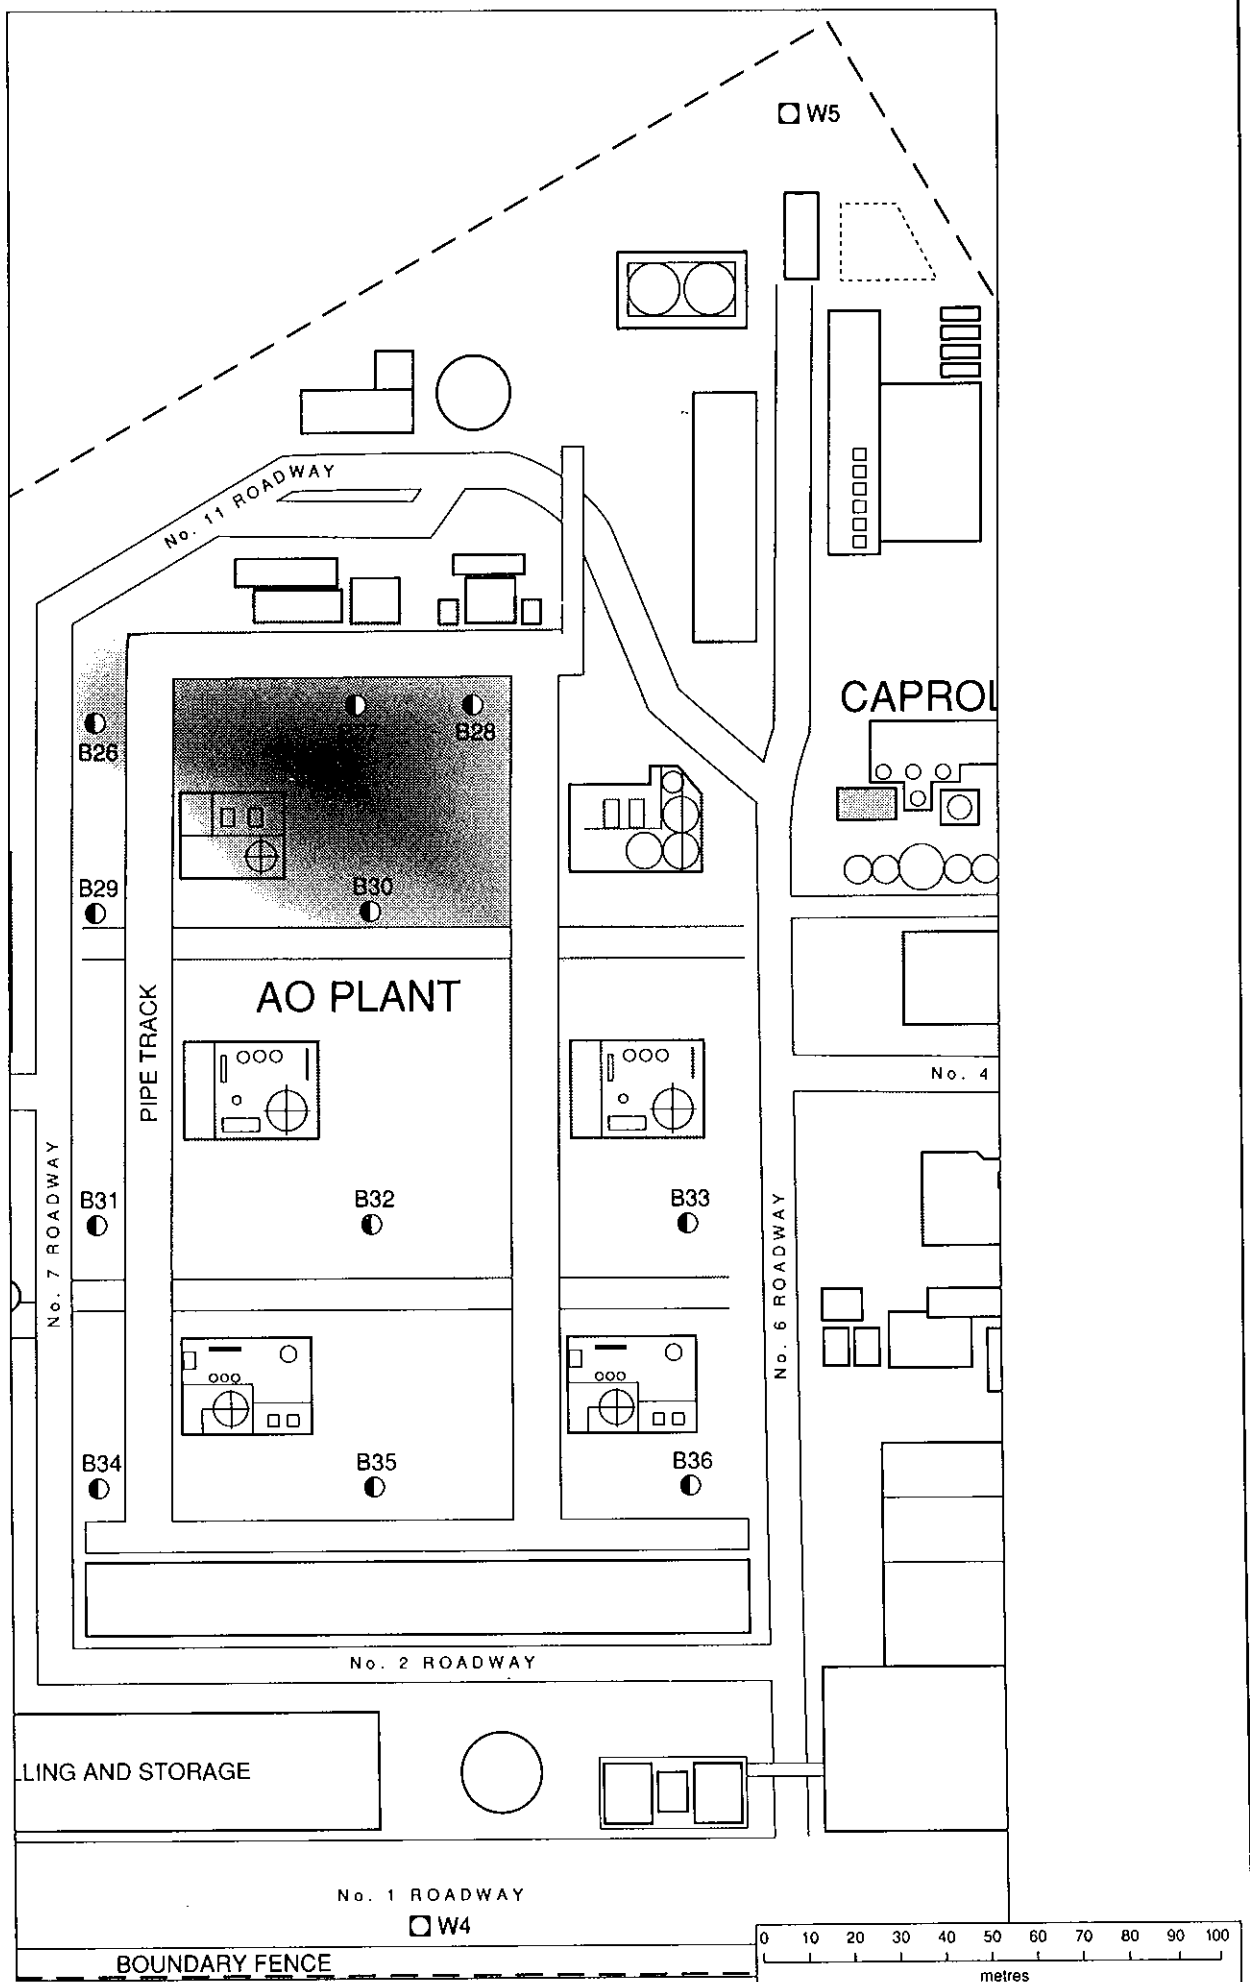 W5
No. 11 ROADWAY
CAPROL
B26
B27
B28
B29
B30
AO PLANT
PIPE TRACK
No. 4
No. 7 ROADWAY
B31
B32
B33
No. 6 ROADWAY
B34
B35
B36
No. 2 ROADWAY
LLING AND STORAGE
No. 1 ROADWAY
W4
BOUNDARY FENCE
0 10 20 30 40 50 60 70 80 90 100
metres